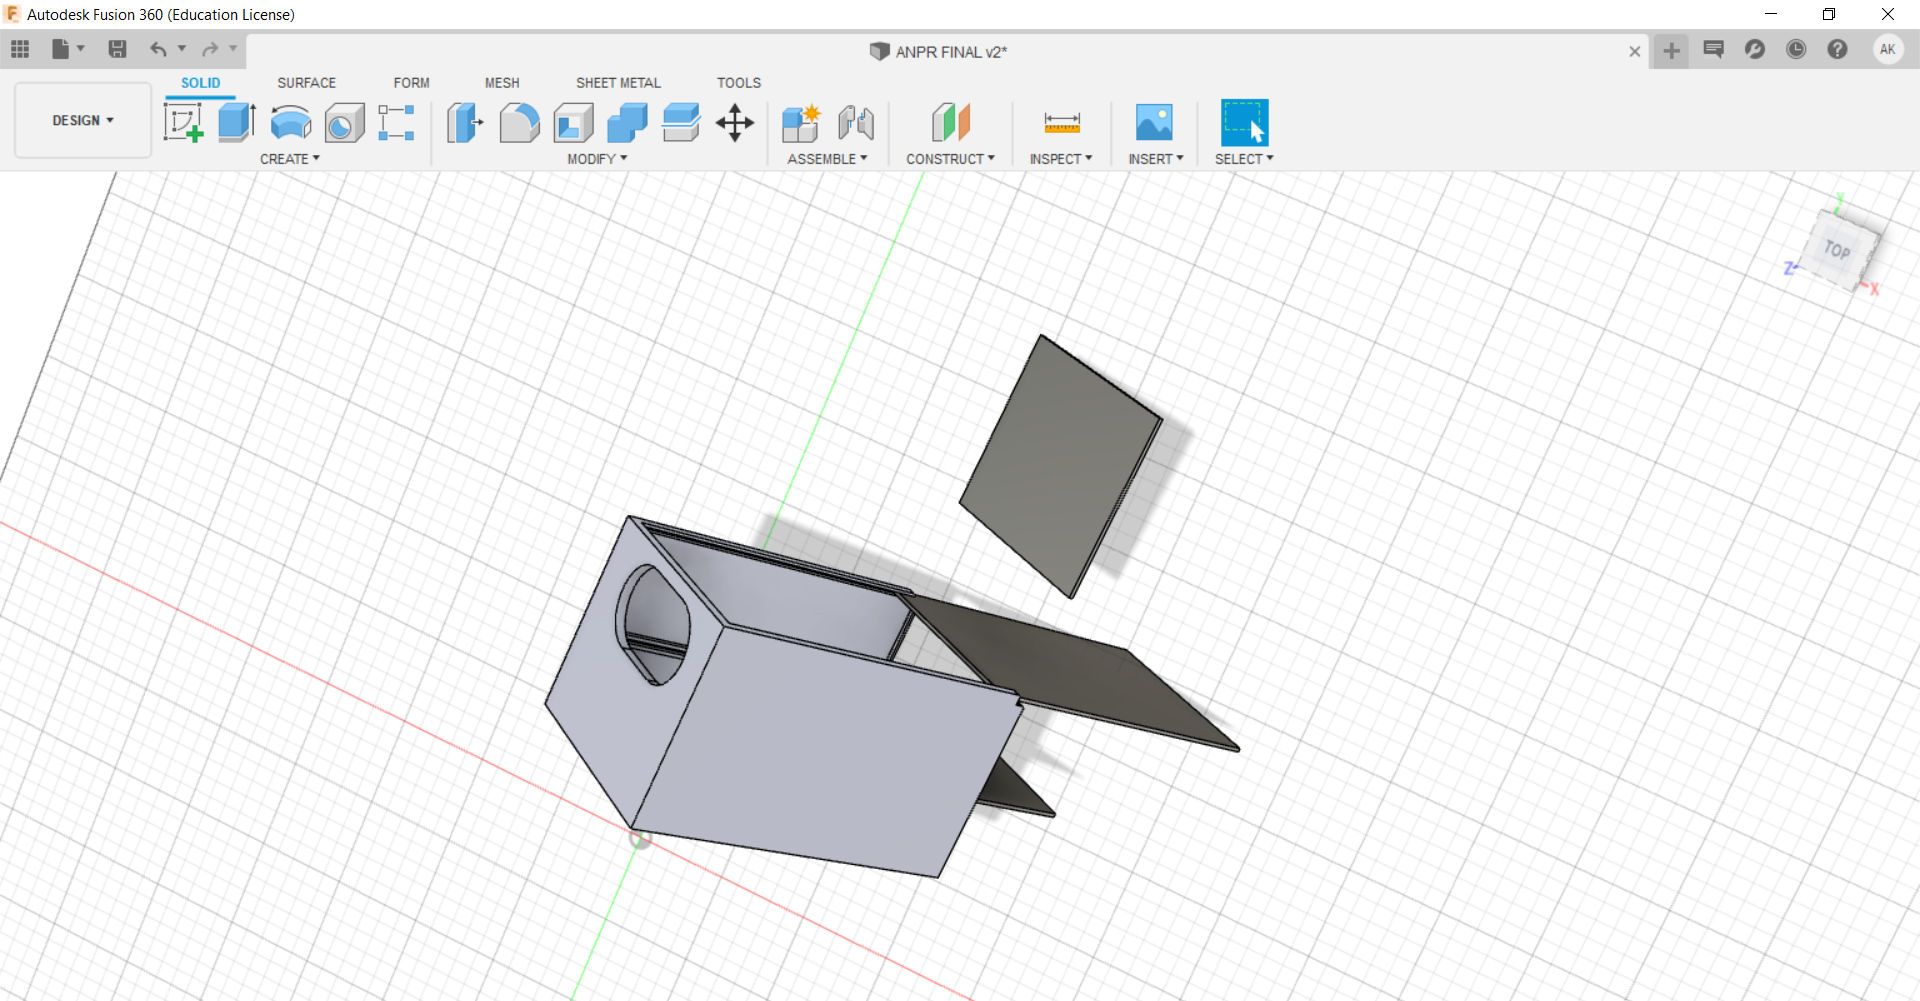 Autodesk Fusion 360 (Education License)
ANPR FINAL v2*
AK
DESIGN
SOLID
SURFACE
FORM
MESH
SHEET METAL
TOOLS
CREATE
MODIFY
ASSEMBLE
CONSTRUCT
INSPECT
INSERT
SELECT
Y
TOP
Z
X